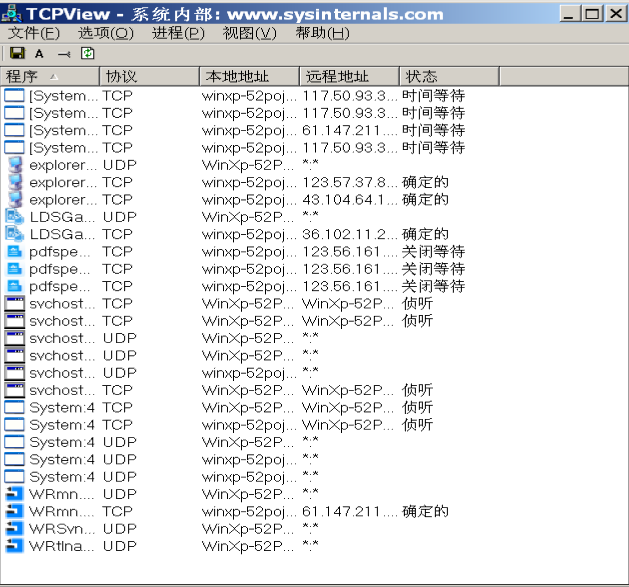 TCPView - 系统内部: www.sysinternals.com
文件(F) 选项(O) 进程(P) 视图(V) 帮助(H)
A
程序 协议 本地地址 远程地址 状态
[System... TCP winxp-52poj... 117.50.93.3... 时间等待
[System... TCP winxp-52poj... 117.50.93.3... 时间等待
[System... TCP winxp-52poj... 61.147.211.... 时间等待
[System... TCP winxp-52poj... 117.50.93.3... 时间等待
explorer... UDP WinXp-52P... *:*
explorer... TCP winxp-52poj... 123.57.37.8... 确定的
explorer... TCP winxp-52poj... 43.104.64.1... 确定的
LDSGa... UDP WinXp-52P... *:*
LDSGa... TCP winxp-52poj... 36.102.11.2... 确定的
pdfspe... TCP winxp-52poj... 123.56.161.... 关闭等待
pdfspe... TCP winxp-52poj... 123.56.161.... 关闭等待
pdfspe... TCP winxp-52poj... 123.56.161.... 关闭等待
svchost... TCP WinXp-52P... WinXp-52P... 侦听
svchost... TCP WinXp-52P... WinXp-52P... 侦听
svchost... UDP WinXp-52P... *:*
svchost... UDP WinXp-52P... *:*
svchost... UDP winxp-52poj... *:*
svchost... TCP WinXp-52P... WinXp-52P... 侦听
System:4 TCP WinXp-52P... WinXp-52P... 侦听
System:4 TCP winxp-52poj... WinXp-52P... 侦听
System:4 UDP WinXp-52P... *:*
System:4 UDP winxp-52poj... *:*
System:4 UDP winxp-52poj... *:*
WRmn.... UDP WinXp-52P... *:*
WRmn.... TCP winxp-52poj... 61.147.211.... 确定的
WRSvn... UDP WinXp-52P... *:*
WRtlna... UDP WinXp-52P... *:*